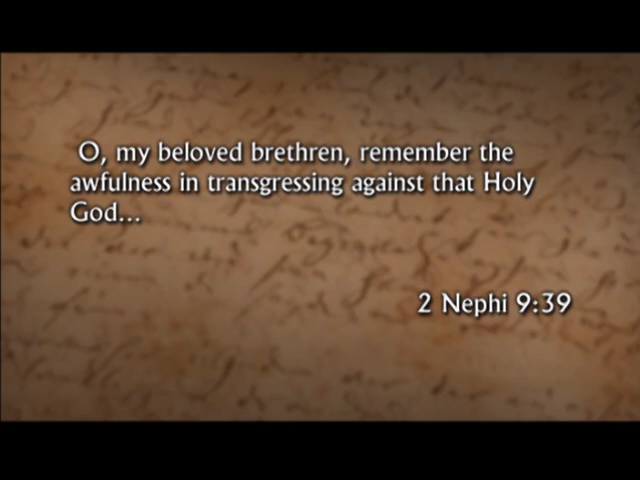 O, my beloved brethren, remember the
awfulness in transgressing against that Holy
God...
2 Nephi 9:39